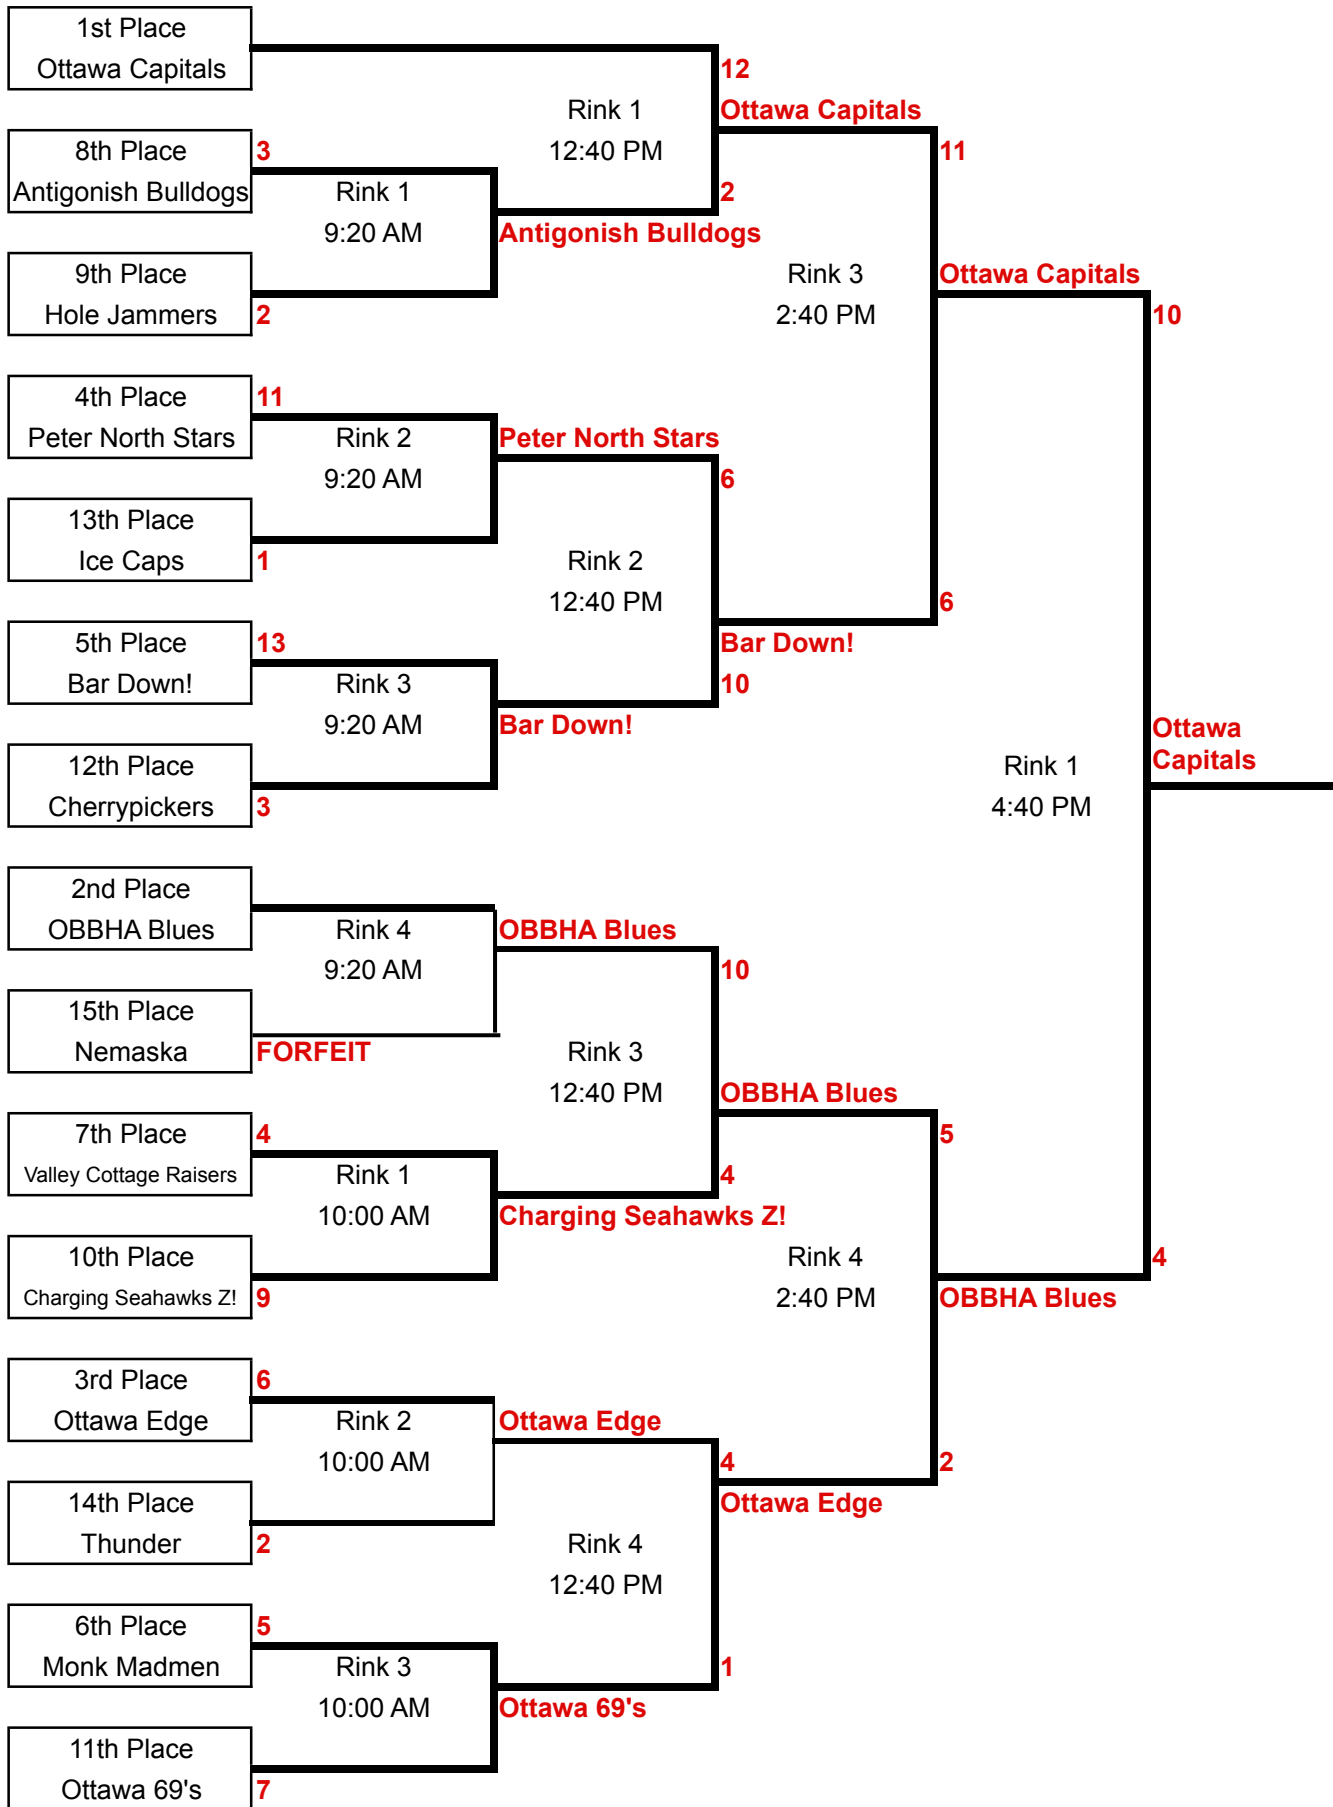 1st Place
Ottawa Capitals
12
Rink 1
Ottawa Capitals
8th Place
3
12:40 PM
11
Antigonish Bulldogs
Rink 1
2
9:20 AM
Antigonish Bulldogs
9th Place
Rink 3
Ottawa Capitals
Hole Jammers
2
2:40 PM
10
4th Place
11
Peter North Stars
Rink 2
Peter North Stars
9:20 AM
6
13th Place
Ice Caps
1
Rink 2
12:40 PM
6
5th Place
13
Bar Down!
Bar Down!
Rink 3
10
9:20 AM
Bar Down!
Ottawa
Capitals
12th Place
Rink 1
Cherrypickers
3
4:40 PM
2nd Place
OBBHA Blues
Rink 4
OBBHA Blues
9:20 AM
10
15th Place
Nemaska
FORFEIT
Rink 3
12:40 PM
OBBHA Blues
7th Place
4
5
Valley Cottage Raisers
Rink 1
4
10:00 AM
Charging Seahawks Z!
10th Place
Rink 4
4
Charging Seahawks Z!
9
2:40 PM
OBBHA Blues
3rd Place
6
Ottawa Edge
Rink 2
Ottawa Edge
10:00 AM
4
2
14th Place
Ottawa Edge
Thunder
2
Rink 4
12:40 PM
6th Place
5
Monk Madmen
Rink 3
1
10:00 AM
Ottawa 69's
11th Place
Ottawa 69's
7